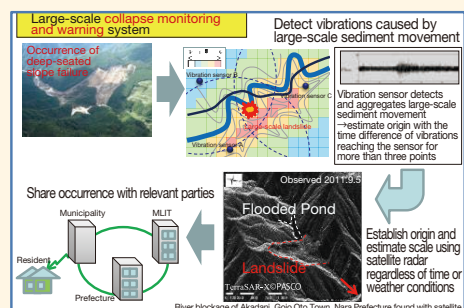 Large-scale collapse monitoring
and warning system
Occurrence of
deep-seated
slope failure
Vibration sensor B
Vibration sensor C
Large-scale landslide
Vibration sensor A
Detect vibrations caused by
large-scale sediment movement
Vibration sensor detects
and aggregates large-scale
sediment movement
→estimate origin with the
time difference of vibrations
reaching the sensor for
more than three points
Share occurrence with relevant parties
Municipality
MLIT
Resident
Prefecture
Observed 2011.9.5
Flooded Pond
Landslide
TerraSAR-X©PASCO
Establish origin and
estimate scale using
satellite radar
regardless of time or
weather conditions
River blockage of Akadani, Gojo Oto Town, Nara Prefecture found with satellite